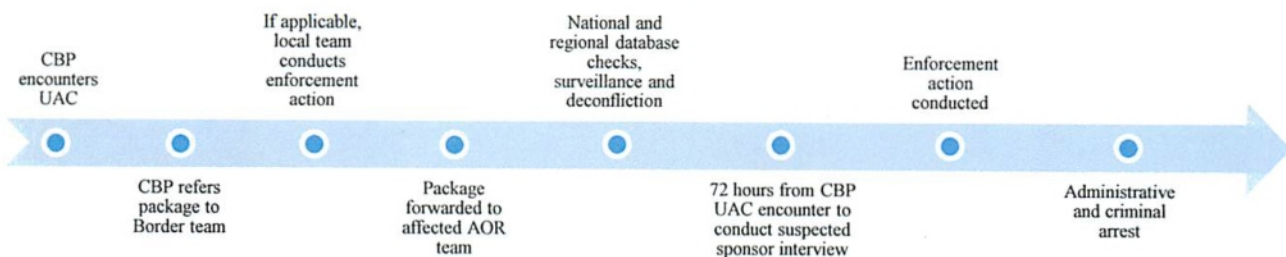 CBP
encounters
UAC
CBP refers
package to
Border team
If applicable,
local team
conducts
enforcement
action
Package
forwarded to
affected AOR
team
National and
regional database
checks,
surveillance and
deconfliction
72 hours from CBP
UAC encounter to
conduct suspected
sponsor interview
Enforcement
action
conducted
Administrative
and criminal
arrest